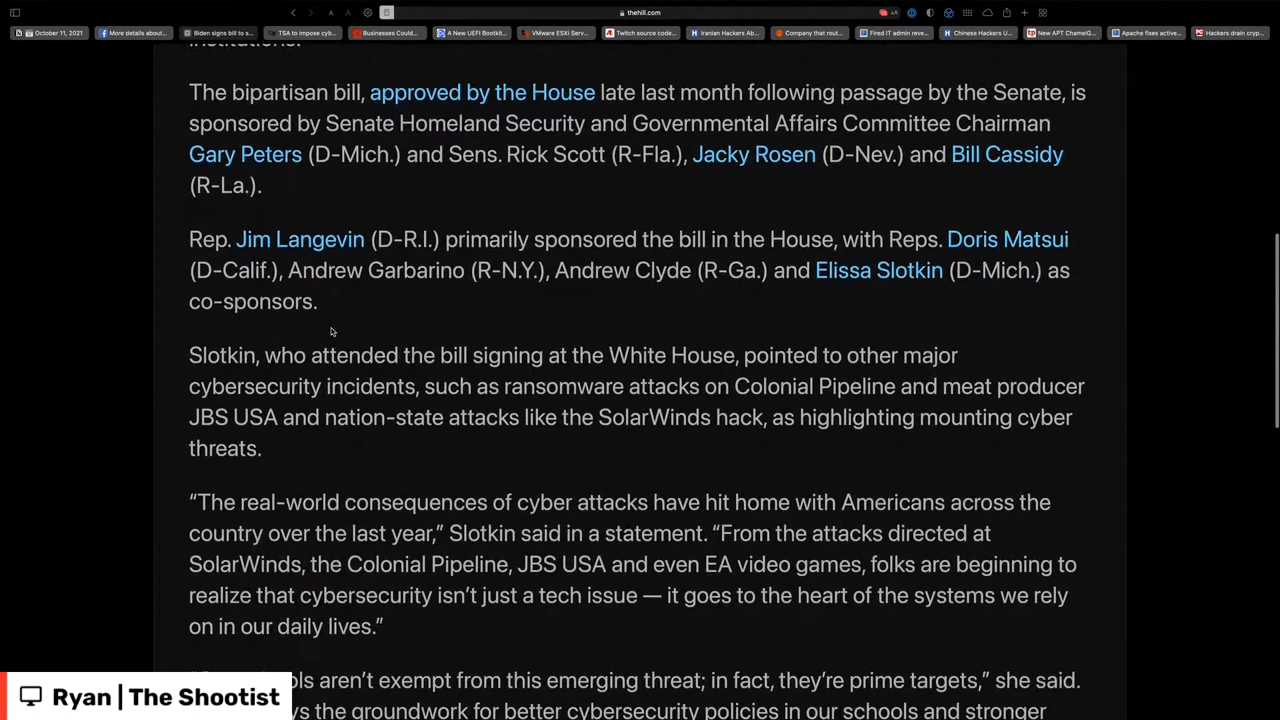 thehill.com
October 11, 2021
More details about...
Biden signs bill to s...
TSA to impose cyb...
Businesses Could...
A New UEFI Bootkit...
VMware ESXi Serv...
Twitch source code...
Iranian Hackers Ab...
Company that rout...
Fired IT admin reve...
Chinese Hackers U...
New APT ChamelG...
Apache fixes active...
Hackers drain cryp...
institutions.
The bipartisan bill, approved by the House late last month following passage by the Senate, is
sponsored by Senate Homeland Security and Governmental Affairs Committee Chairman
Gary Peters (D-Mich.) and Sens. Rick Scott (R-Fla.), Jacky Rosen (D-Nev.) and Bill Cassidy
(R-La.).
Rep. Jim Langevin (D-R.I.) primarily sponsored the bill in the House, with Reps. Doris Matsui
(D-Calif.), Andrew Garbarino (R-N.Y.), Andrew Clyde (R-Ga.) and Elissa Slotkin (D-Mich.) as
co-sponsors.
Slotkin, who attended the bill signing at the White House, pointed to other major
cybersecurity incidents, such as ransomware attacks on Colonial Pipeline and meat producer
JBS USA and nation-state attacks like the SolarWinds hack, as highlighting mounting cyber
threats.
“The real-world consequences of cyber attacks have hit home with Americans across the
country over the last year,” Slotkin said in a statement. “From the attacks directed at
SolarWinds, the Colonial Pipeline, JBS USA and even EA video games, folks are beginning to
realize that cybersecurity isn’t just a tech issue — it goes to the heart of the systems we rely
on in our daily lives.”
aren’t exempt from this emerging threat; in fact, they’re prime targets,” she said.
the groundwork for better cybersecurity policies in our schools and stronger
Ryan | The Shootist